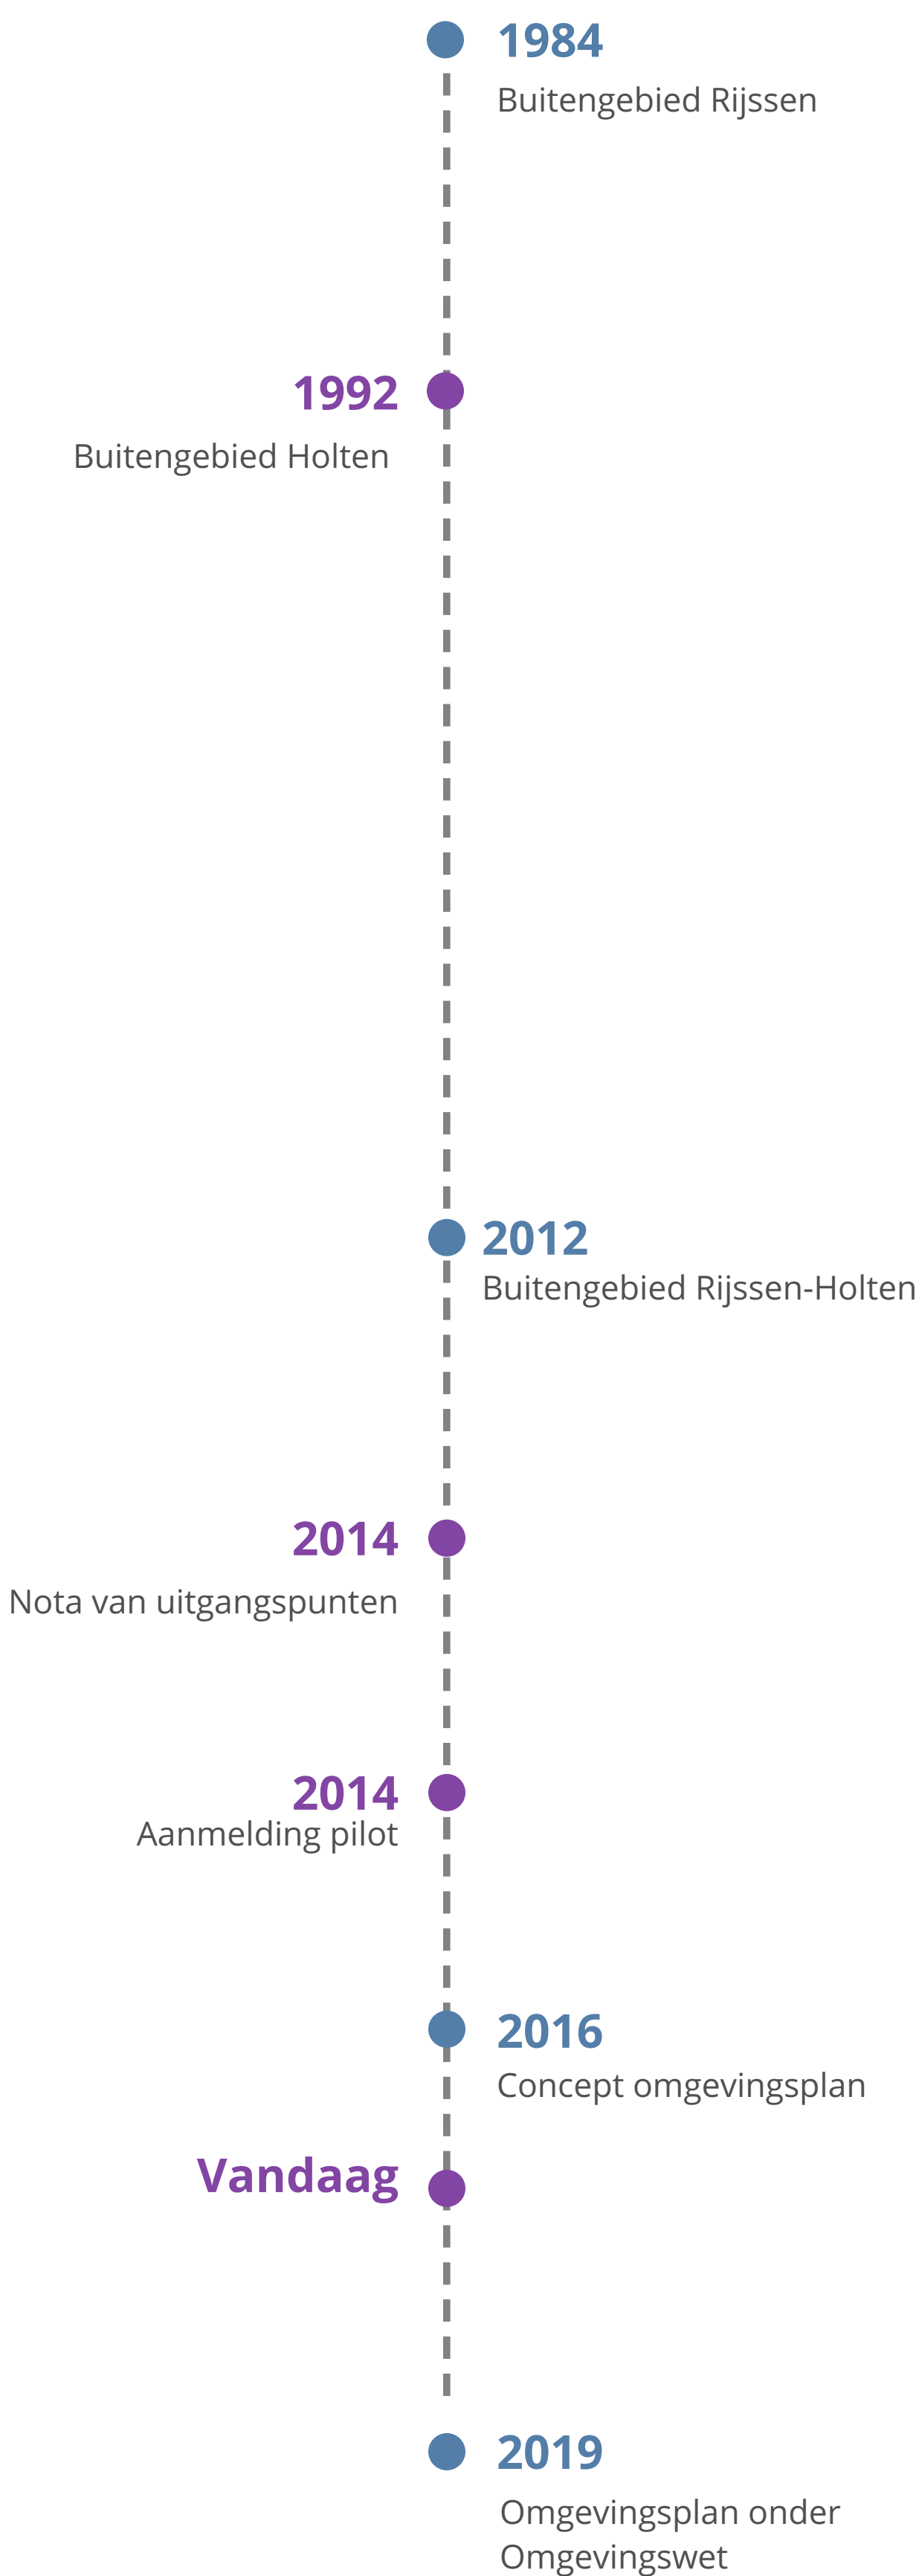 1984
Buitengebied Rijssen
1992
Buitengebied Holten
2012
Buitengebied Rijssen-Holten
2014
Nota van uitgangspunten
2014
Aanmelding pilot
2016
Concept omgevingsplan
Vandaag
2019
Omgevingsplan onder
Omgevingswet